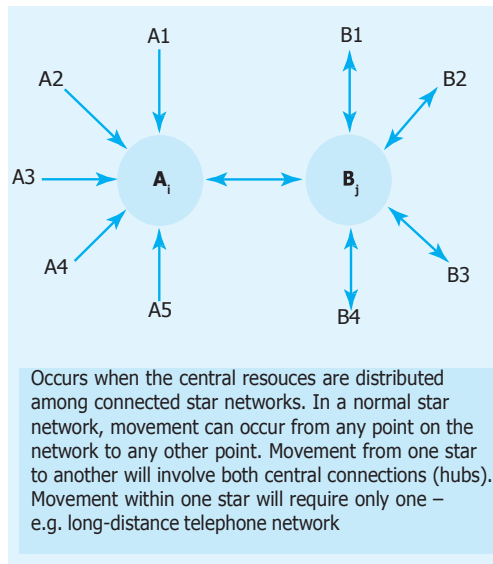 A1
B1
A2
B2
A3
Ai
Bj
A4
B3
A5
B4
Occurs when the central resouces are distributed
among connected star networks. In a normal star
network, movement can occur from any point on the
network to any other point. Movement from one star
to another will involve both central connections (hubs).
Movement within one star will require only one –
e.g. long-distance telephone network